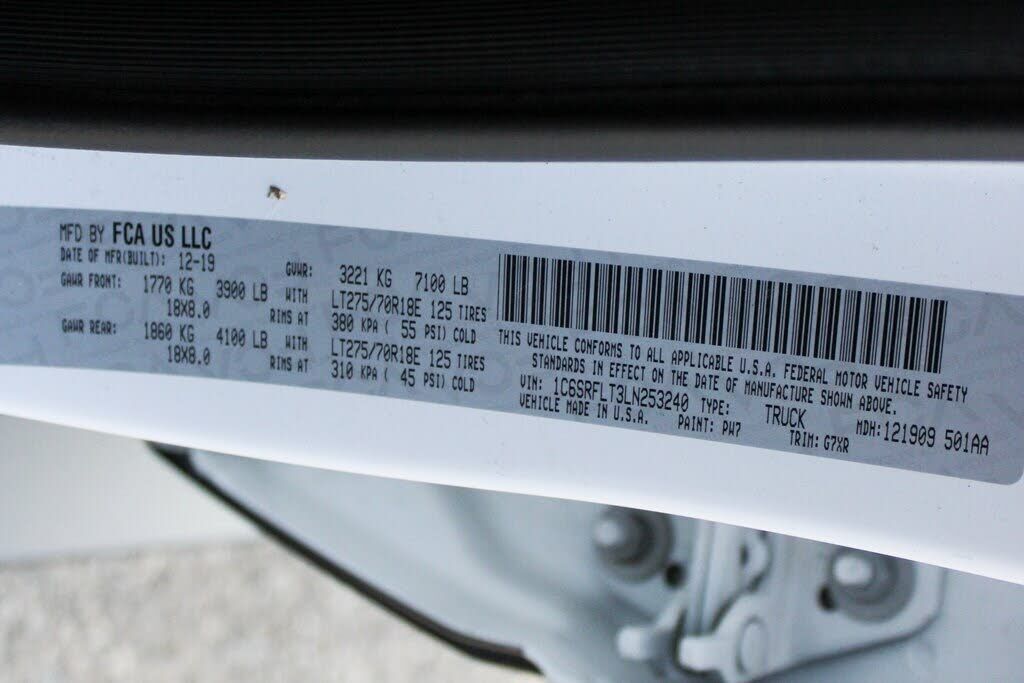 MFD BY FCA US LLC
DATE OF MFR(BUILT): 12-19 GVWR: 3221 KG 7100 LB
GAWR FRONT: 1770 KG 3900 LB WITH LT275/70R18E 125 TIRES
18X8.0 RIMS AT 380 KPA ( 55 PSI) COLD
GAWR REAR: 1860 KG 4100 LB WITH LT275/70R18E 125 TIRES
18X8.0 RIMS AT 310 KPA ( 45 PSI) COLD
THIS VEHICLE CONFORMS TO ALL APPLICABLE U.S.A. FEDERAL MOTOR VEHICLE SAFETY
STANDARDS IN EFFECT ON THE DATE OF MANUFACTURE SHOWN ABOVE.
VIN: 1C6SRFLT3LN253240 TYPE: TRUCK MDH:121909 501AA
VEHICLE MADE IN U.S.A. PAINT: PW7 TRIM: G7XR